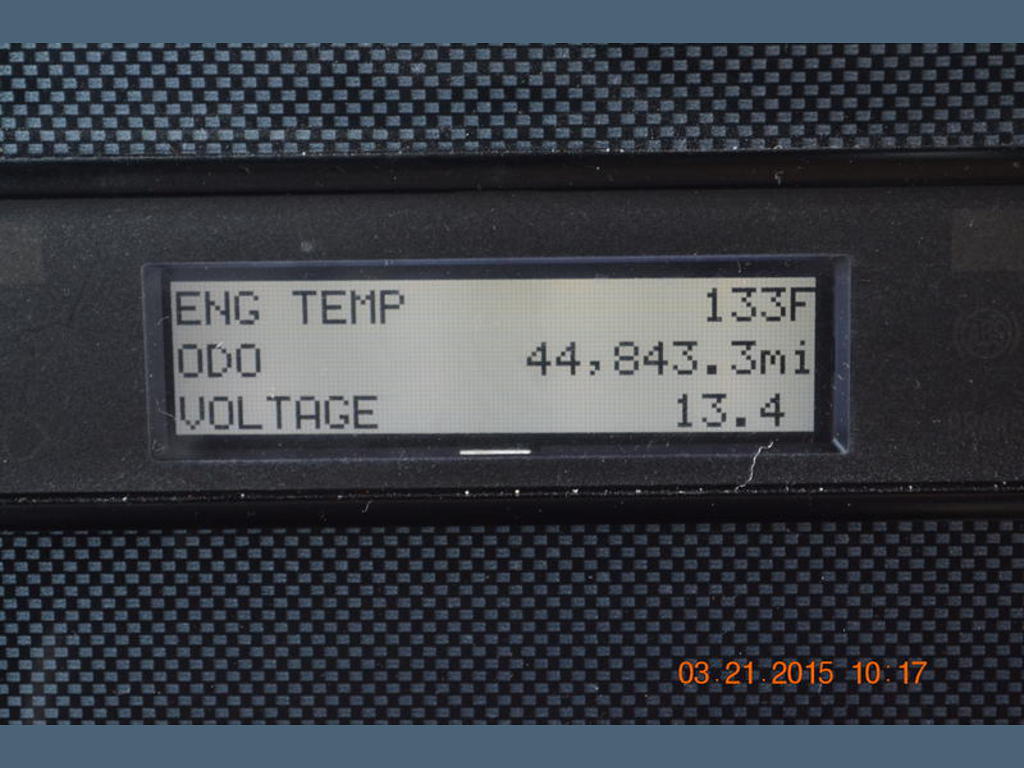 ENG TEMP 133F
ODO 44,843.3mi
VOLTAGE 13.4
03.21.2015 10:17